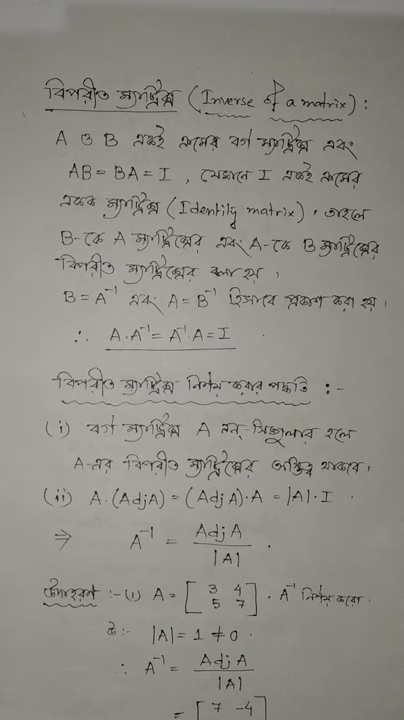 বিপরীত ম্যাট্রিক্স (Inverse of a matrix) :
A ও B একই ক্রমের বর্গ ম্যাট্রিক্স এবং
AB = BA = I , যেখানে I একই ক্রমের
একক ম্যাট্রিক্স (Identity matrix), তাহলে
B-কে A ম্যাট্রিক্সের এবং A-কে B ম্যাট্রিক্সের
বিপরীত ম্যাট্রিক্সের বলা হয়,
B = A⁻¹ এবং A = B⁻¹ হিসাবে প্রকাশ করা হয়,
∴ A.A⁻¹ = A⁻¹A = I
বিপরীত ম্যাট্রিক্স নির্ণয় করার পদ্ধতি :-
(i) বর্গ ম্যাট্রিক্স A নন্-সিঙ্গুলার হলে
A-এর বিপরীত ম্যাট্রিক্সের অস্তিত্ব থাকবে,
(ii) A.(AdjA) = (AdjA).A = |A|.I
⇒ A⁻¹ = AdjA / |A| .
উদাহরণ :- (i) A = [3 4; 5 7] . A⁻¹ নির্ণয় করো.
উঃ- |A| = 1 ≠ 0 .
∴ A⁻¹ = AdjA / |A|
= [7 -4]